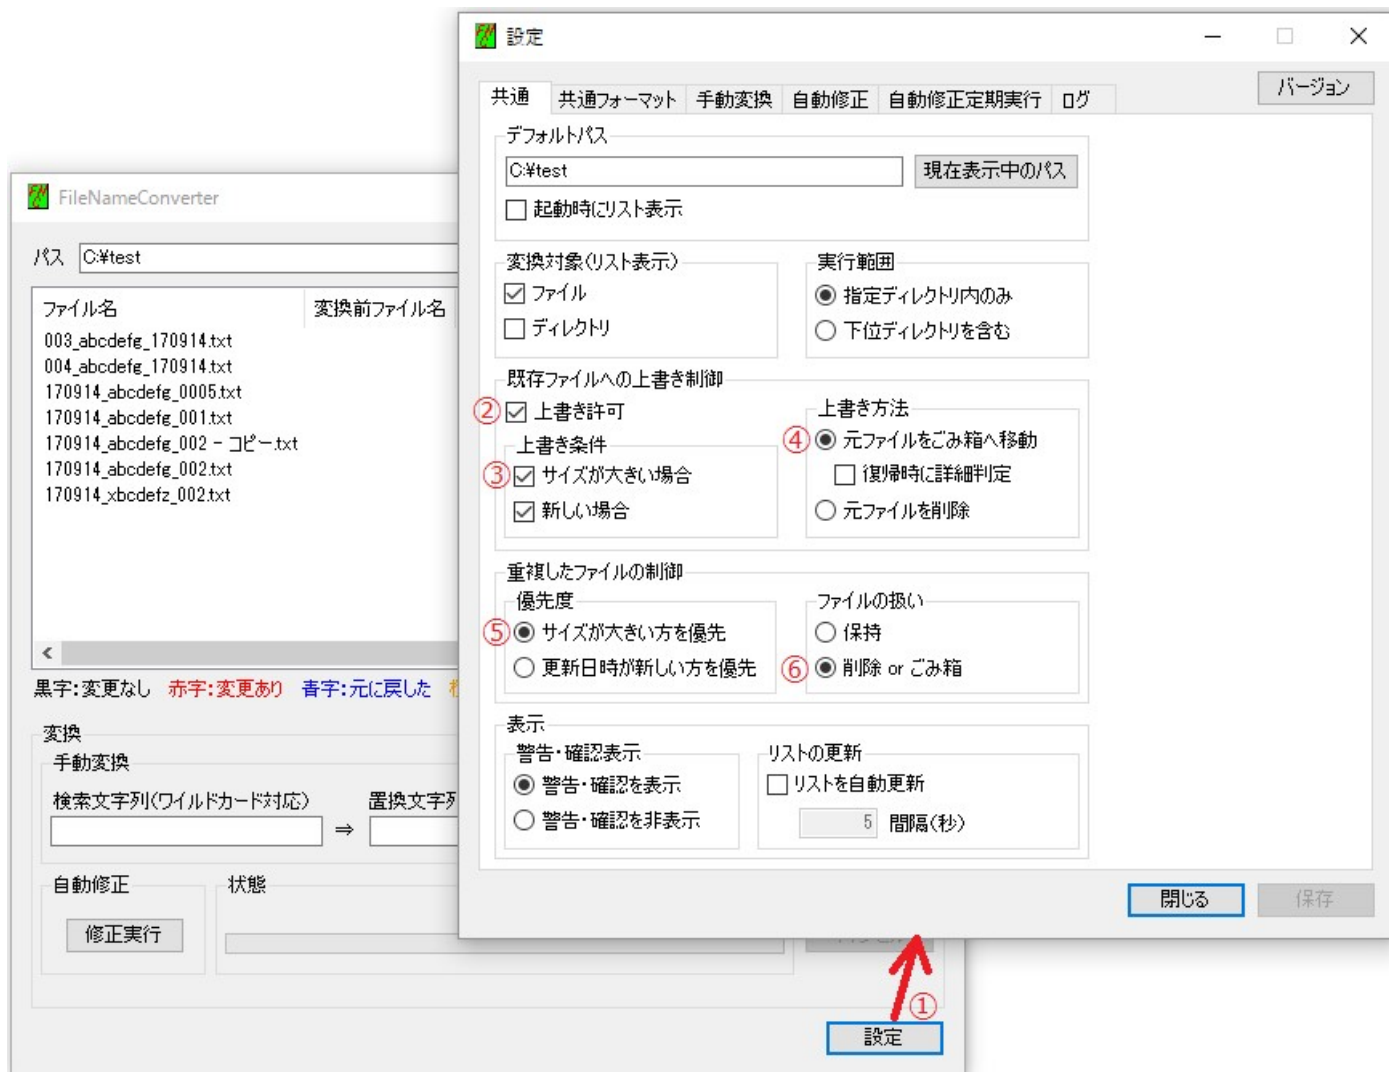 設定
バージョン
共通 共通フォーマット 手動変換 自動修正 自動修正定期実行 ログ
デフォルトパス
C:¥test 現在表示中のパス
起動時にリスト表示
変換対象(リスト表示)
ファイル
ディレクトリ
実行範囲
指定ディレクトリ内のみ
下位ディレクトリを含む
既存ファイルへの上書き制御
② 上書き許可
上書き条件
③ サイズが大きい場合
新しい場合
上書き方法
④ 元ファイルをごみ箱へ移動
復帰時に詳細判定
元ファイルを削除
重複したファイルの制御
優先度
⑤ サイズが大きい方を優先
更新日時が新しい方を優先
ファイルの扱い
保持
⑥ 削除 or ごみ箱
表示
警告・確認表示
警告・確認を表示
警告・確認を非表示
リストの更新
リストを自動更新
5 間隔(秒)
閉じる 保存
FileNameConverter
パス C:¥test
ファイル名 変換前ファイル名
003_abcdefg_170914.txt
004_abcdefg_170914.txt
170914_abcdefg_0005.txt
170914_abcdefg_001.txt
170914_abcdefg_002 - コピー.txt
170914_abcdefg_002.txt
170914_xbcdefz_002.txt
黒字:変更なし 赤字:変更あり 青字:元に戻した
変換
手動変換
検索文字列(ワイルドカード対応) 置換文字列
⇒
自動修正 状態
修正実行
①
設定